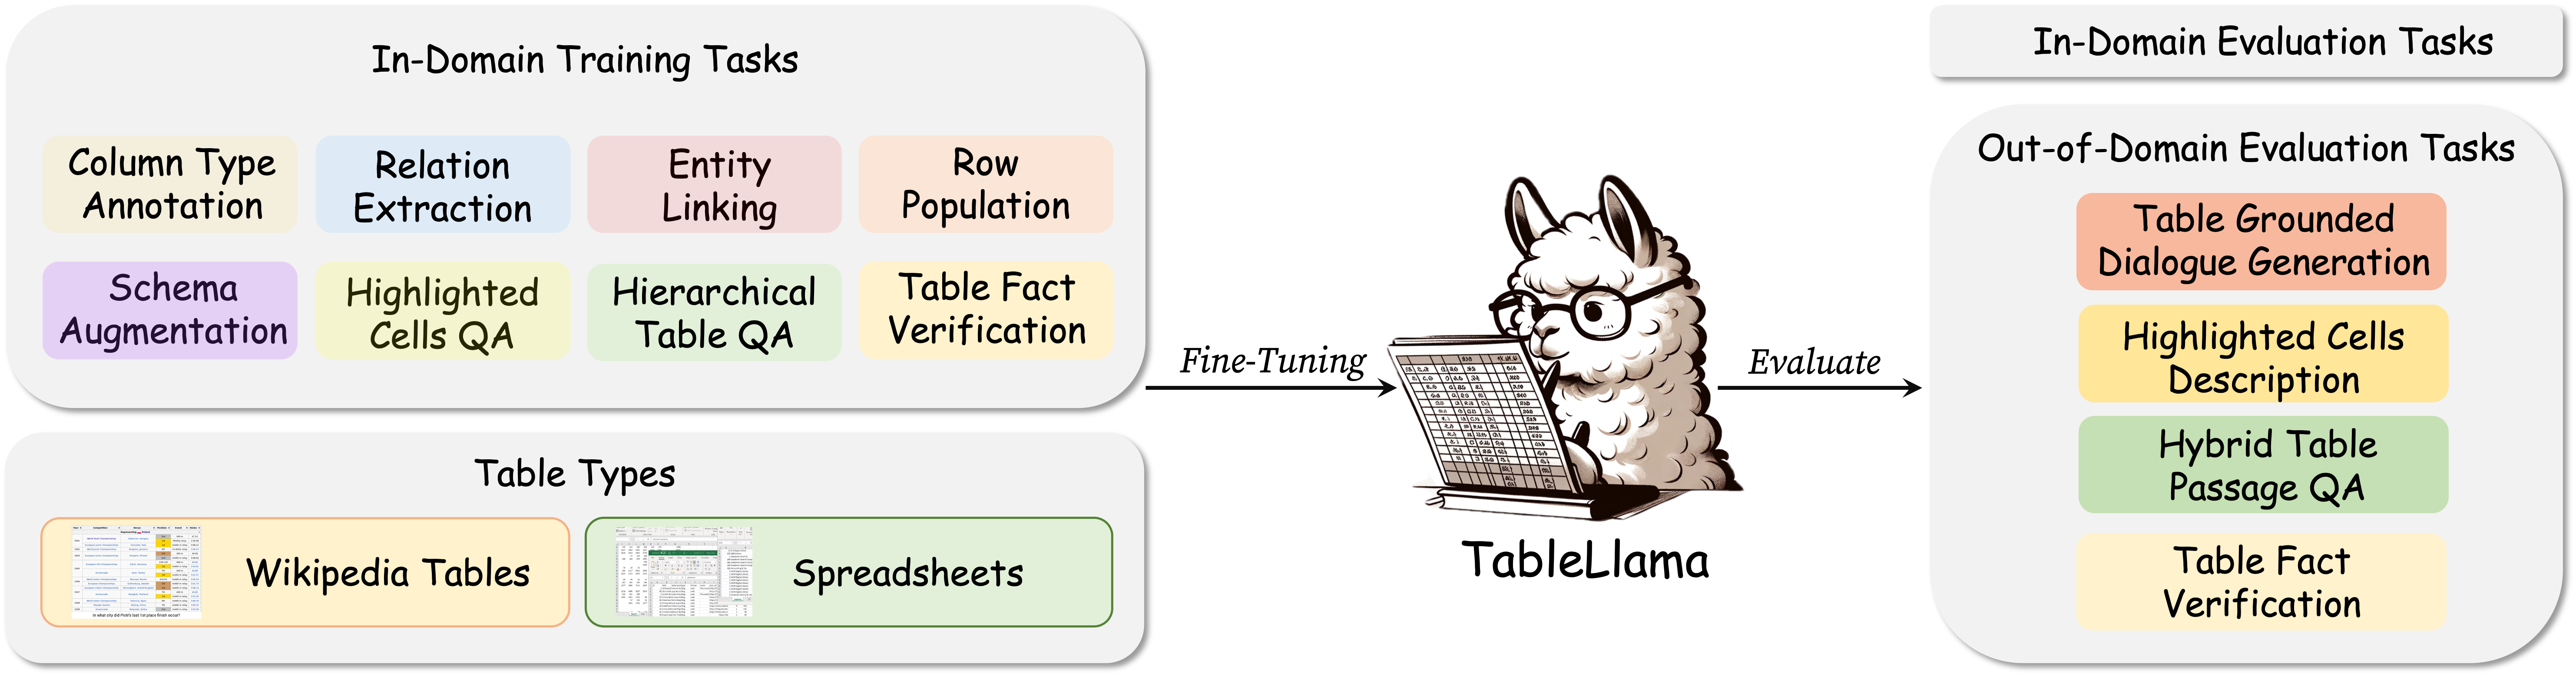 In-Domain Training Tasks
Column Type
Annotation
Relation
Extraction
Entity
Linking
Row
Population
Schema
Augmentation
Highlighted
Cells QA
Hierarchical
Table QA
Table Fact
Verification
Table Types
Wikipedia Tables
Spreadsheets
Fine-Tuning
TableLlama
Evaluate
In-Domain Evaluation Tasks
Out-of-Domain Evaluation Tasks
Table Grounded
Dialogue Generation
Highlighted Cells
Description
Hybrid Table
Passage QA
Table Fact
Verification